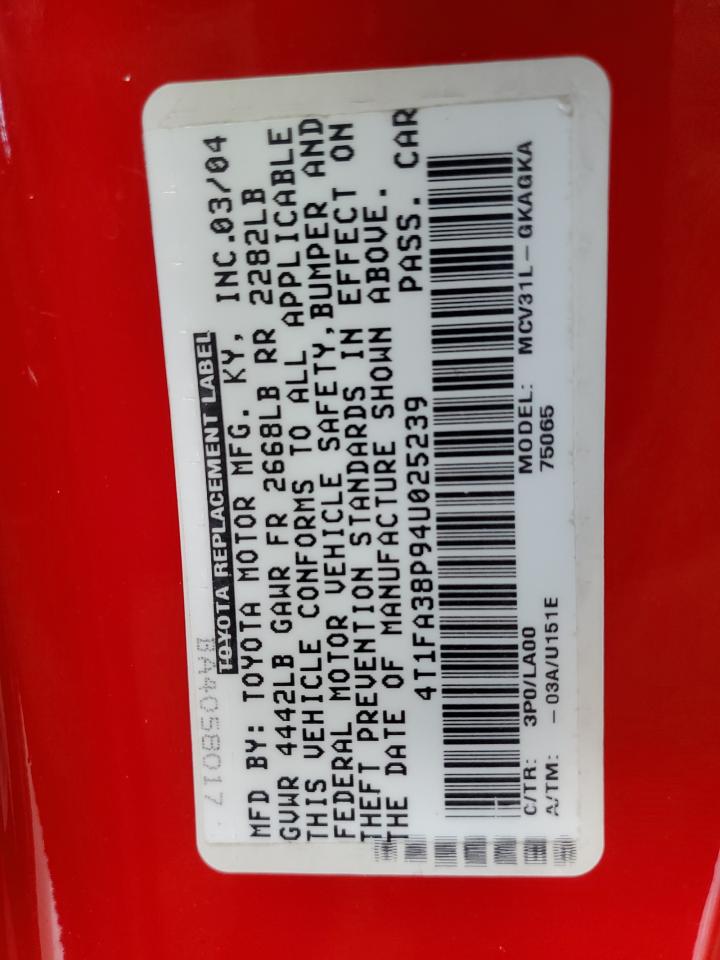 BA4058017
TOYOTA REPLACEMENT LABEL
MFD BY: TOYOTA MOTOR MFG. KY, INC.03/04
GVWR 4442LB GAWR FR 2668LB RR 2282LB
THIS VEHICLE CONFORMS TO ALL APPLICABLE
FEDERAL MOTOR VEHICLE SAFETY,BUMPER AND
THEFT PREVENTION STANDARDS IN EFFECT ON
THE DATE OF MANUFACTURE SHOWN ABOVE.
4T1FA38P94U025239 PASS. CAR
C/TR: 3P0/LA00 MODEL: MCV31L-GKAGKA
A/TM: -03A/U151E 75065